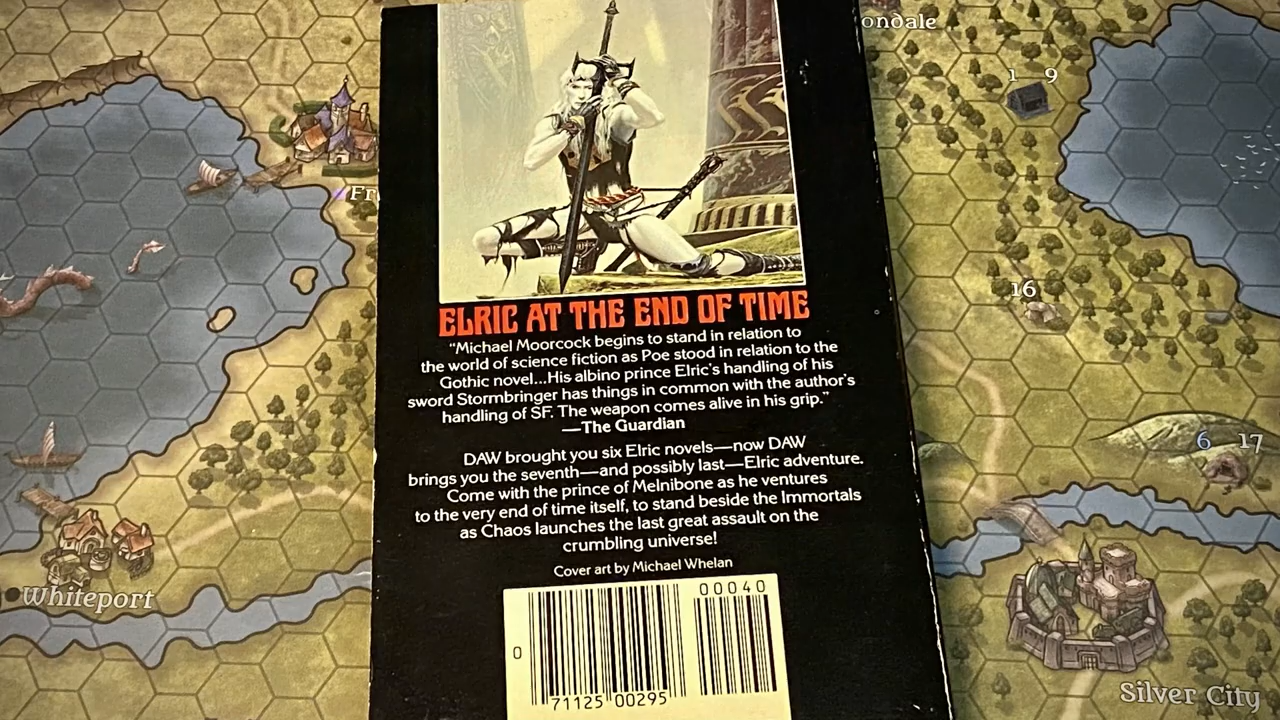 ondale
1 9
Fr
16
6 17
Whiteport
Silver City
ELRIC AT THE END OF TIME
"Michael Moorcock begins to stand in relation to
the world of science fiction as Poe stood in relation to the
Gothic novel...His albino prince Elric's handling of his
sword Stormbringer has things in common with the author's
handling of SF. The weapon comes alive in his grip."
—The Guardian
DAW brought you six Elric novels—now DAW
brings you the seventh—and possibly last—Elric adventure.
Come with the prince of Melnibone as he ventures
to the very end of time itself, to stand beside the Immortals
as Chaos launches the last great assault on the
crumbling universe!
Cover art by Michael Whelan
00040
0
71125 00295